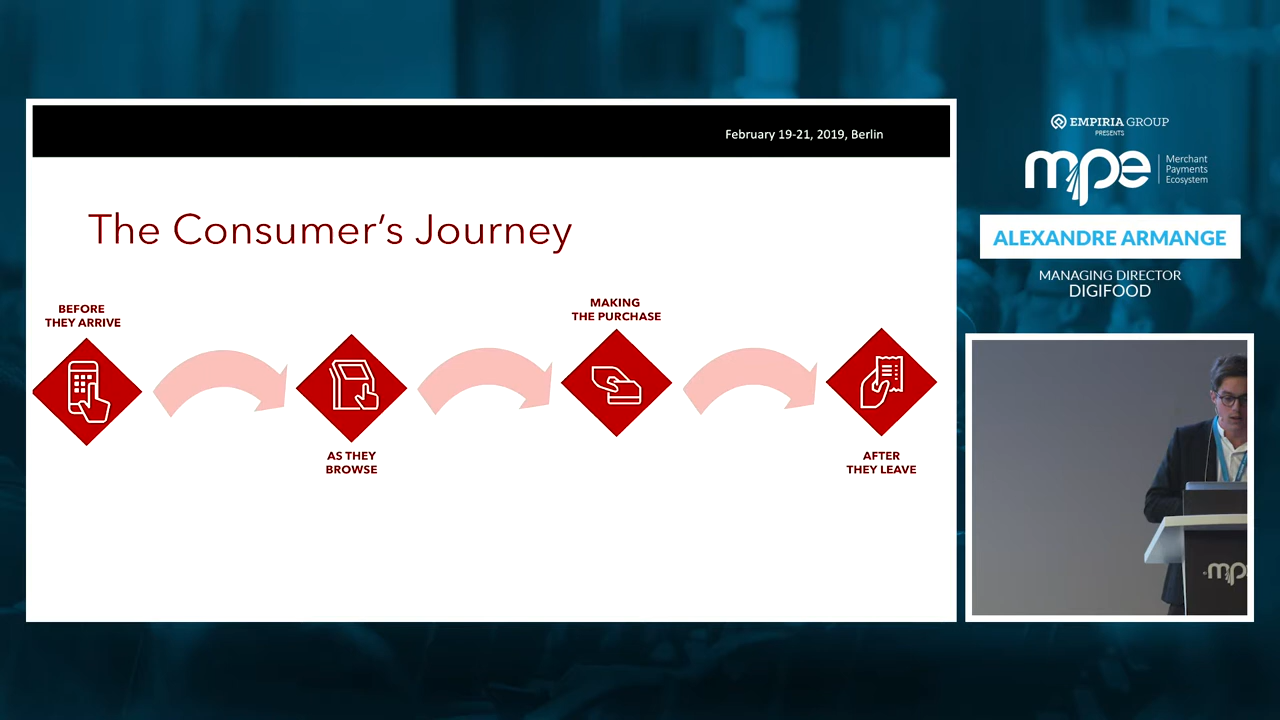 February 19-21, 2019, Berlin
The Consumer's Journey
BEFORE
THEY ARRIVE
AS THEY
BROWSE
MAKING
THE PURCHASE
AFTER
THEY LEAVE
EMPIRIA GROUP
PRESENTS
mpe
Merchant
Payments
Ecosystem
ALEXANDRE ARMANGE
MANAGING DIRECTOR
DIGIFOOD
mpe